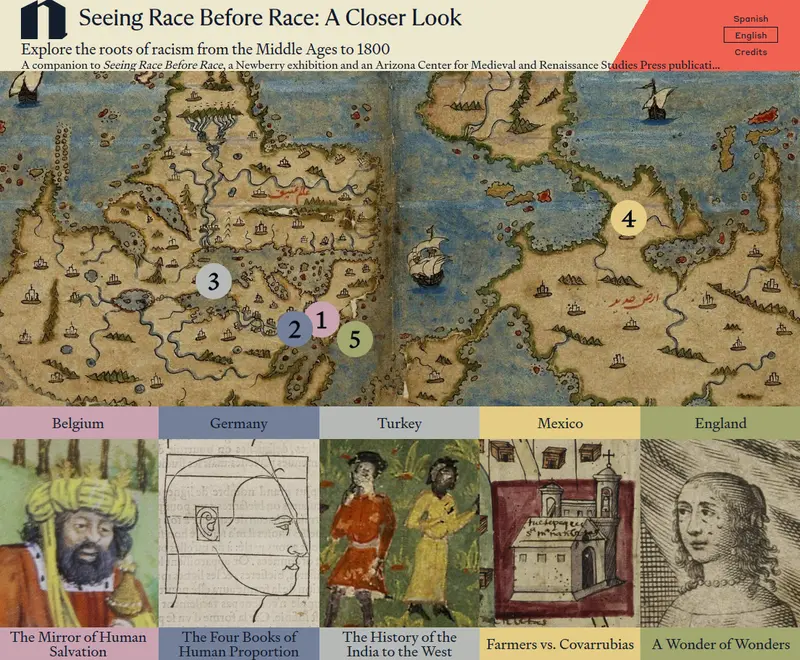 n
Seeing Race Before Race: A Closer Look
Explore the roots of racism from the Middle Ages to 1800
A companion to Seeing Race Before Race, a Newberry exhibition and an Arizona Center for Medieval and Renaissance Studies Press publicati...
Spanish
English
Credits
4
3
1
2
5
Belgium
Germany
Turkey
Mexico
England
The Mirror of Human
Salvation
The Four Books of
Human Proportion
The History of the
India to the West
Farmers vs. Covarrubias
A Wonder of Wonders